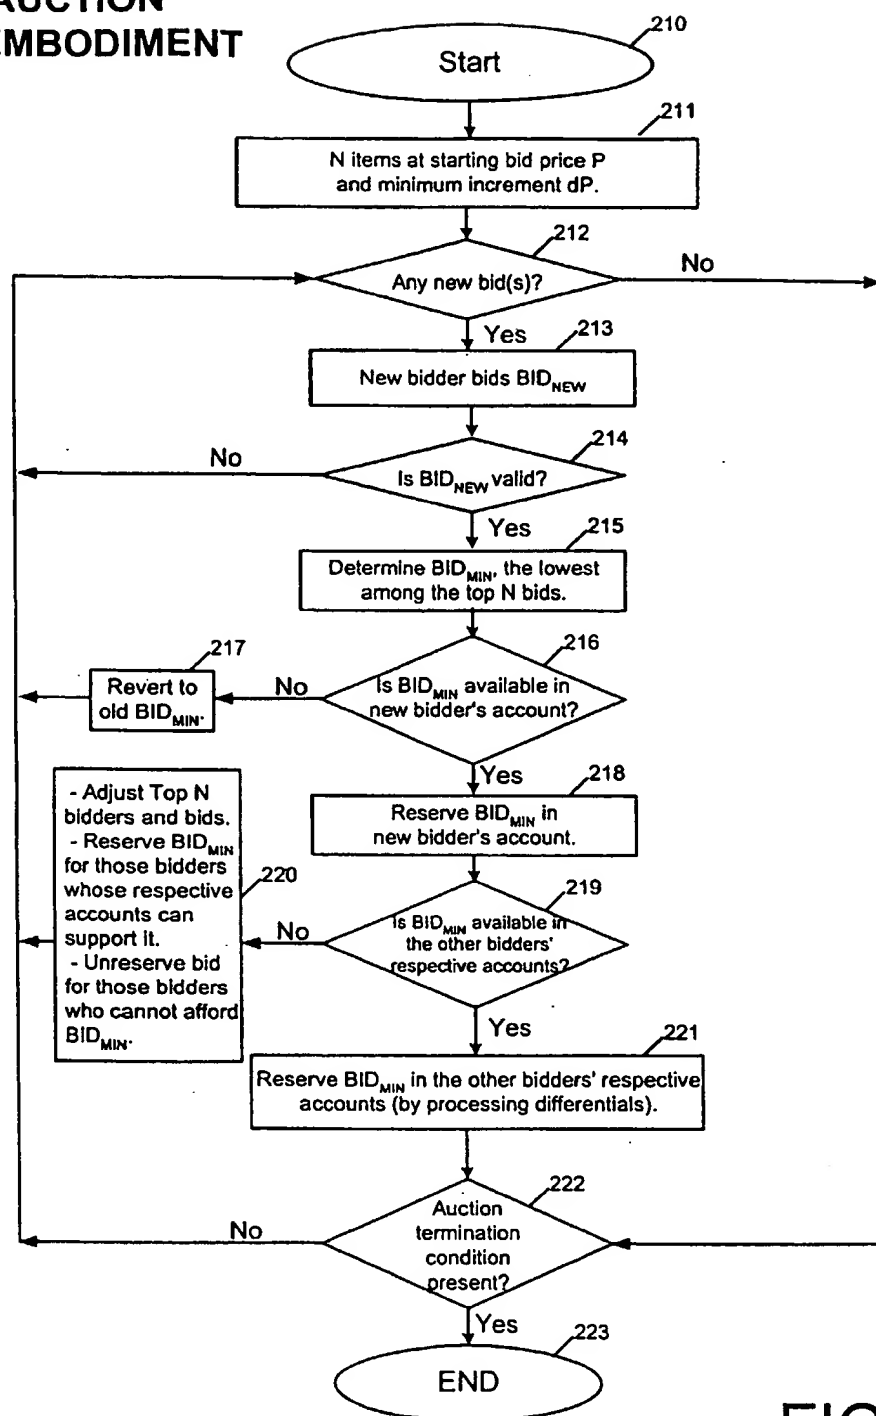 AUCTION
EMBODIMENT
210
Start
211
N items at starting bid price P
and minimum increment dP.
212
Any new bid(s)?
No
Yes
213
New bidder bids BID_NEW
214
No
Is BID_NEW valid?
Yes
215
Determine BID_MIN, the lowest
among the top N bids.
216
217
Revert to
old BID_MIN.
No
Is BID_MIN available in
new bidder's account?
Yes
218
Reserve BID_MIN in
new bidder's account.
- Adjust Top N
bidders and bids.
- Reserve BID_MIN
for those bidders
whose respective
accounts can
support it.
- Unreserve bid
for those bidders
who cannot afford
BID_MIN.
220
219
No
Is BID_MIN available in
the other bidders'
respective accounts?
Yes
221
Reserve BID_MIN in the other bidders' respective
accounts (by processing differentials).
222
No
Auction
termination
condition
present?
Yes
223
END
FIG